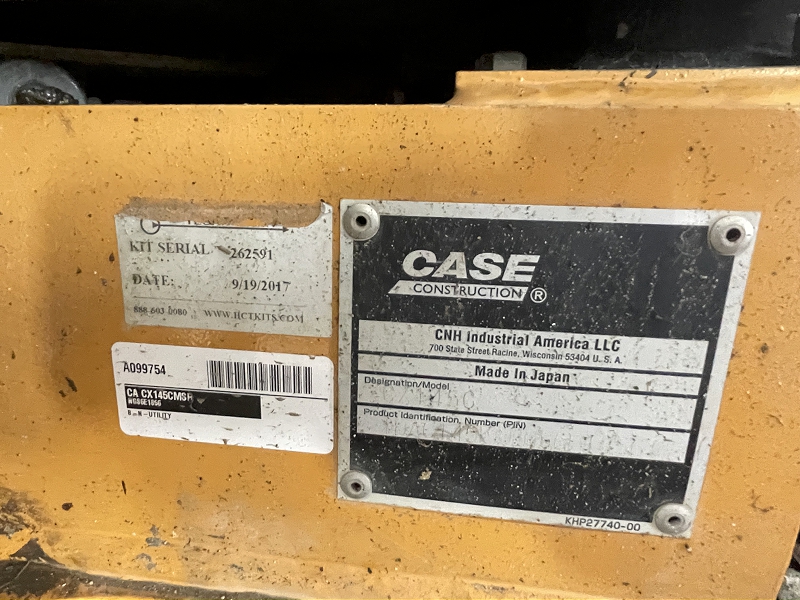 KIT SERIAL 262591
DATE: 9/19/2017
888 603 0080 WWW.HCTKITS.COM
A099754
CA CX145CMSR
B N-UTILITY
CASE
CONSTRUCTION ®
CNH Industrial America LLC
700 State Street Racine, Wisconsin 53404 U. S. A.
Made In Japan
Designation/Model
Product Identification, Number (PIN)
KHP27740-00